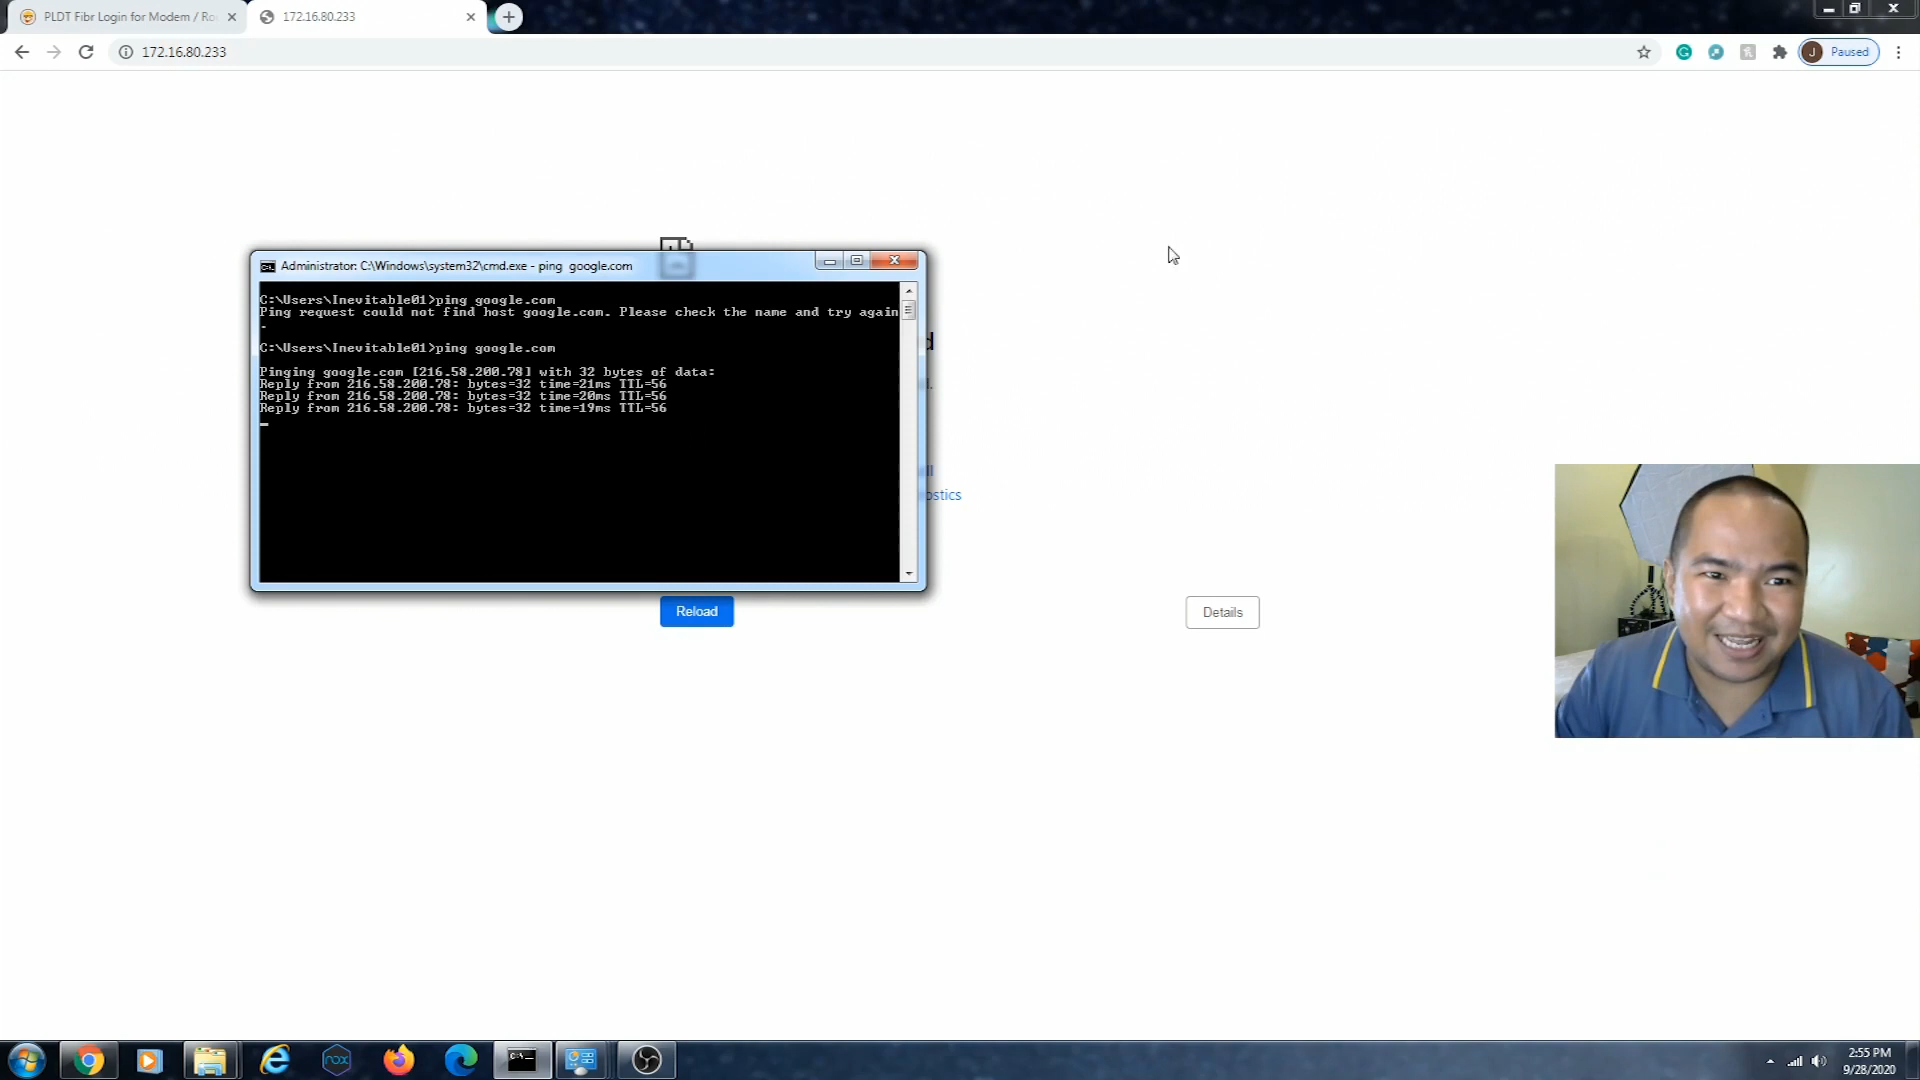 PLDT Fibr Login for Modem / Ro
172.16.80.233
172.16.80.233
J Paused
Administrator: C:\Windows\system32\cmd.exe - ping  google.com
C:\Users\Inevitable01>ping google.com
Ping request could not find host google.com. Please check the name and try again
.
C:\Users\Inevitable01>ping google.com
Pinging google.com [216.58.200.78] with 32 bytes of data:
Reply from 216.58.200.78: bytes=32 time=21ms TTL=56
Reply from 216.58.200.78: bytes=32 time=20ms TTL=56
Reply from 216.58.200.78: bytes=32 time=19ms TTL=56
d
d.
ll
ostics
Reload
Details
nox
2:55 PM
9/28/2020